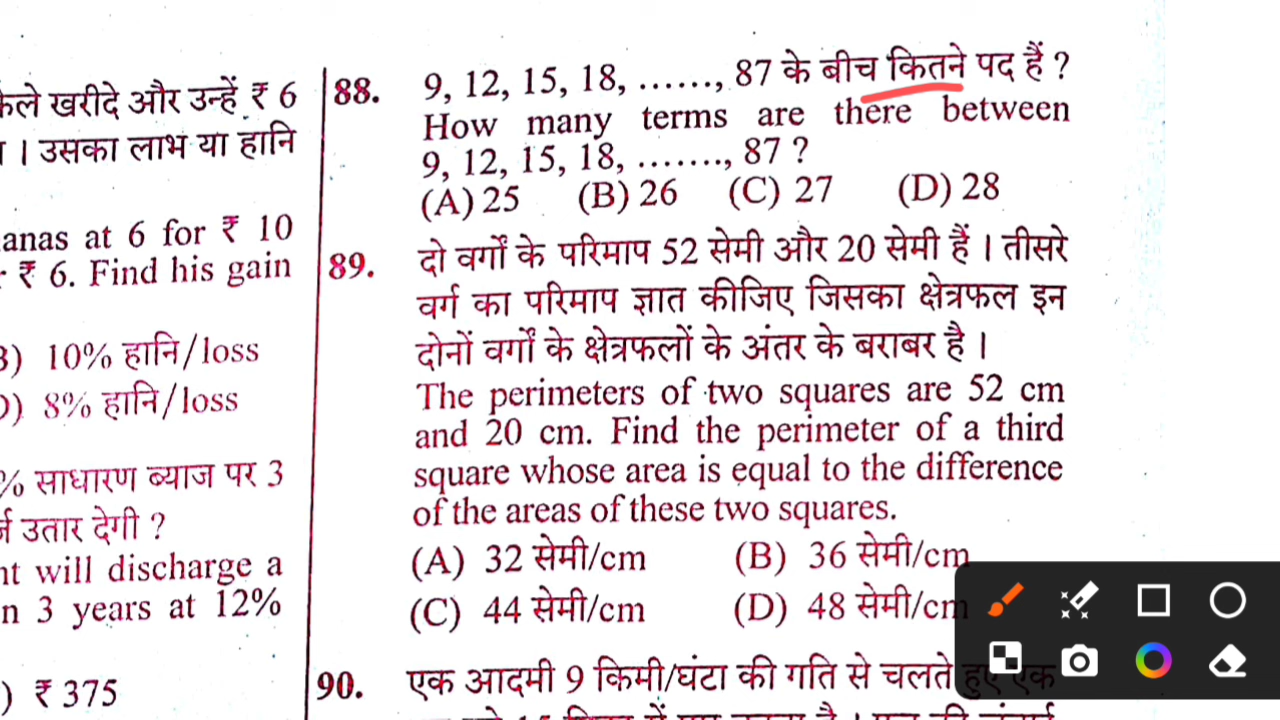 केले खरीदे और उन्हें ₹ 6
। उसका लाभ या हानि
anas at 6 for ₹ 10
₹ 6. Find his gain
10% हानि/loss
8% हानि/loss
% साधारण ब्याज पर 3
उतार देगी ?
nt will discharge a
n 3 years at 12%
) ₹ 375
88. 9, 12, 15, 18, ......, 87 के बीच कितने पद हैं ?
How many terms are there between
9, 12, 15, 18, ......., 87 ?
(A) 25 (B) 26 (C) 27 (D) 28
89. दो वर्गों के परिमाप 52 सेमी और 20 सेमी हैं । तीसरे
वर्ग का परिमाप ज्ञात कीजिए जिसका क्षेत्रफल इन
दोनों वर्गों के क्षेत्रफलों के अंतर के बराबर है ।
The perimeters of two squares are 52 cm
and 20 cm. Find the perimeter of a third
square whose area is equal to the difference
of the areas of these two squares.
(A) 32 सेमी/cm (B) 36 सेमी/cm
(C) 44 सेमी/cm (D) 48 सेमी/cm
90. एक आदमी 9 किमी/घंटा की गति से चलते हुए एक